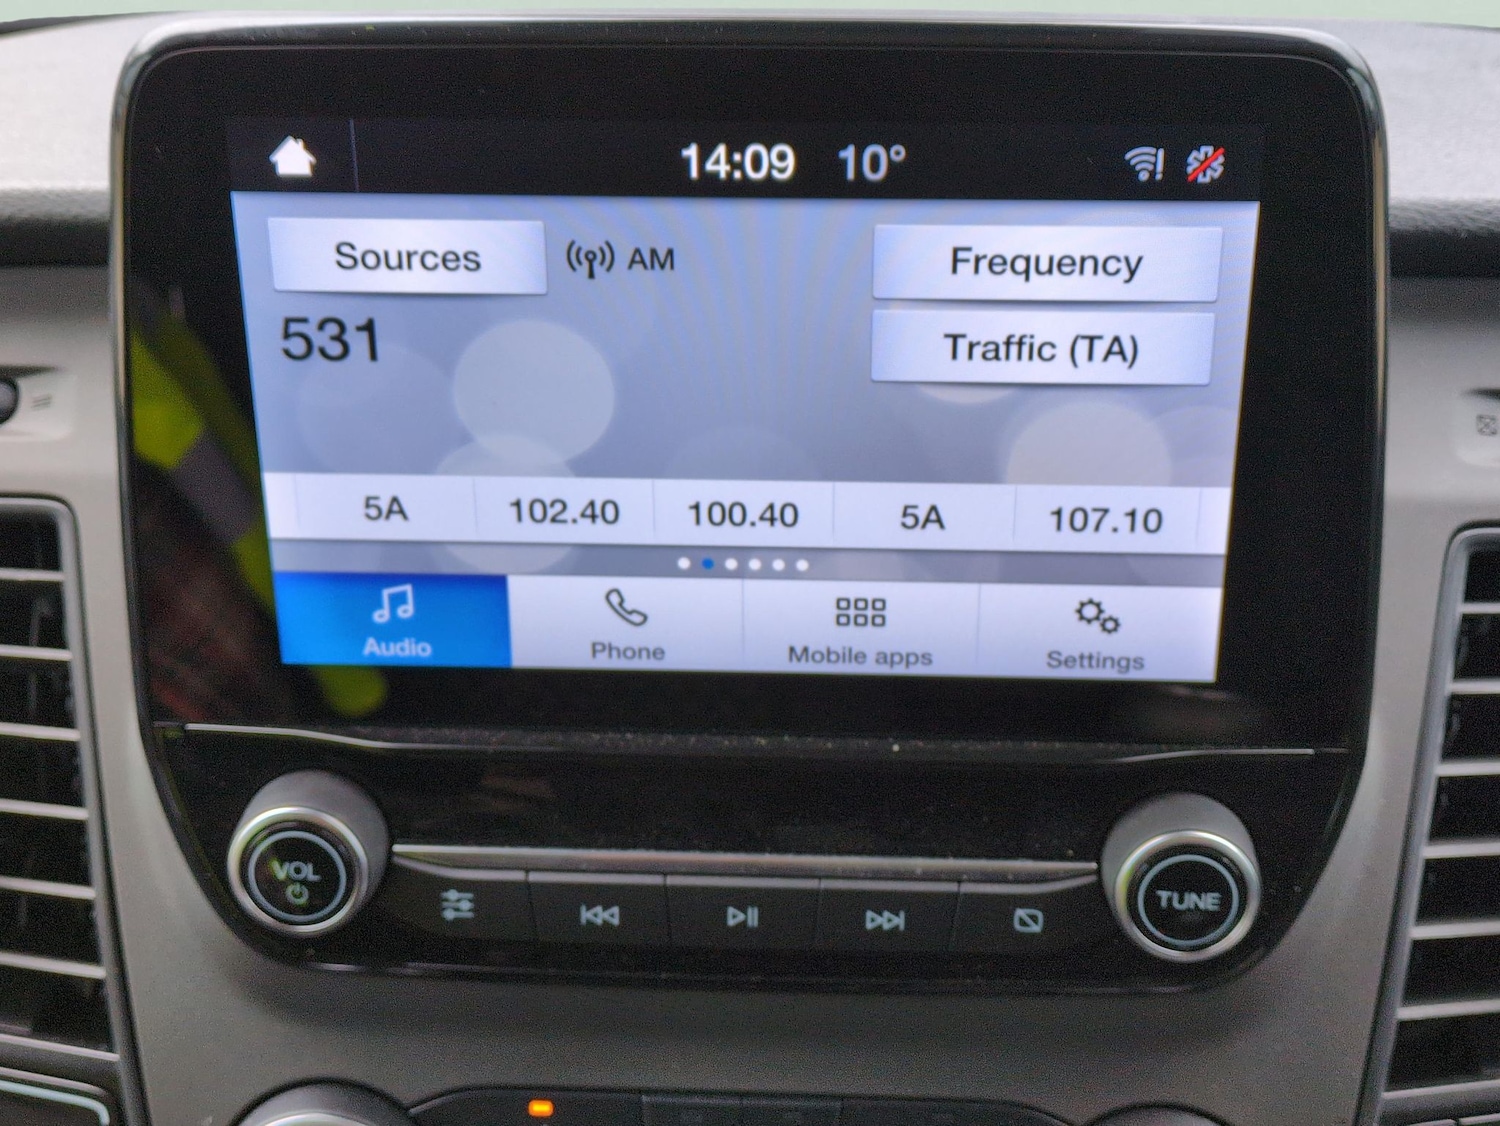 14:09 10°
Sources AM Frequency
531 Traffic (TA)
5A 102.40 100.40 5A 107.10
Audio Phone Mobile apps Settings
VOL TUNE